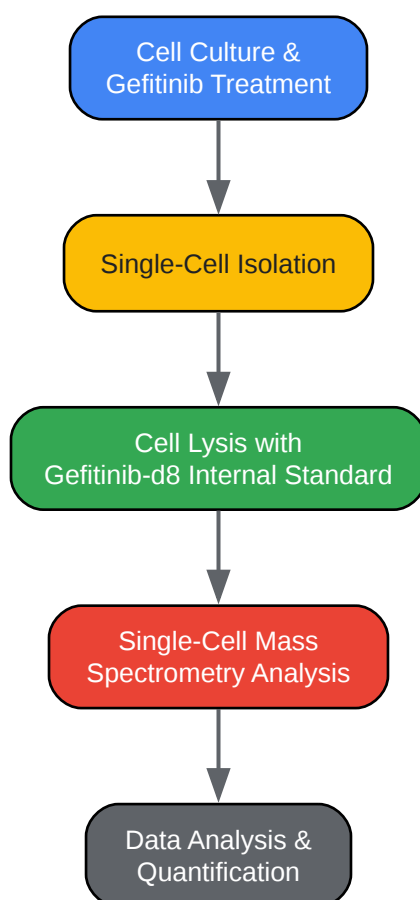 Cell Culture &
Gefitinib Treatment
Single-Cell Isolation
Cell Lysis with
Gefitinib-d8 Internal Standard
Single-Cell Mass
Spectrometry Analysis
Data Analysis &
Quantification